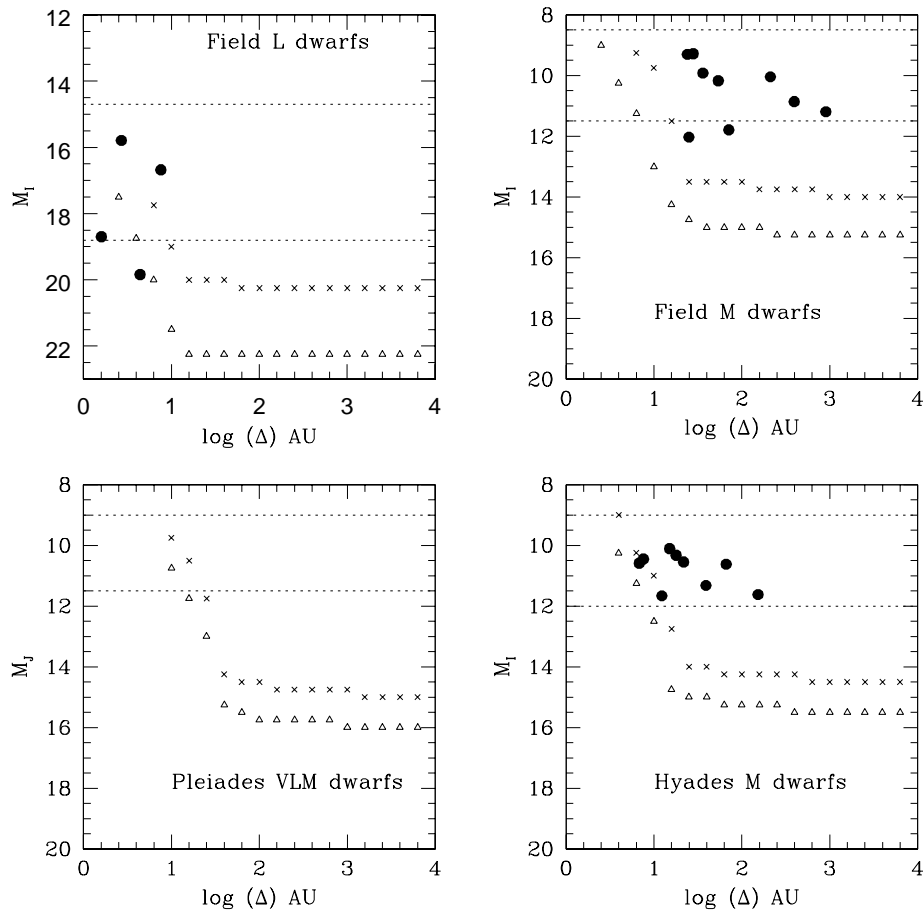 12
14
16
18
20
22
M_I
Field L dwarfs
0 1 2 3 4
log (Δ) AU
8
10
12
14
16
18
20
M_I
Field M dwarfs
0 1 2 3 4
log (Δ) AU
8
10
12
14
16
18
20
M_J
Pleiades VLM dwarfs
0 1 2 3 4
log (Δ) AU
8
10
12
14
16
18
20
M_I
Hyades M dwarfs
0 1 2 3 4
log (Δ) AU